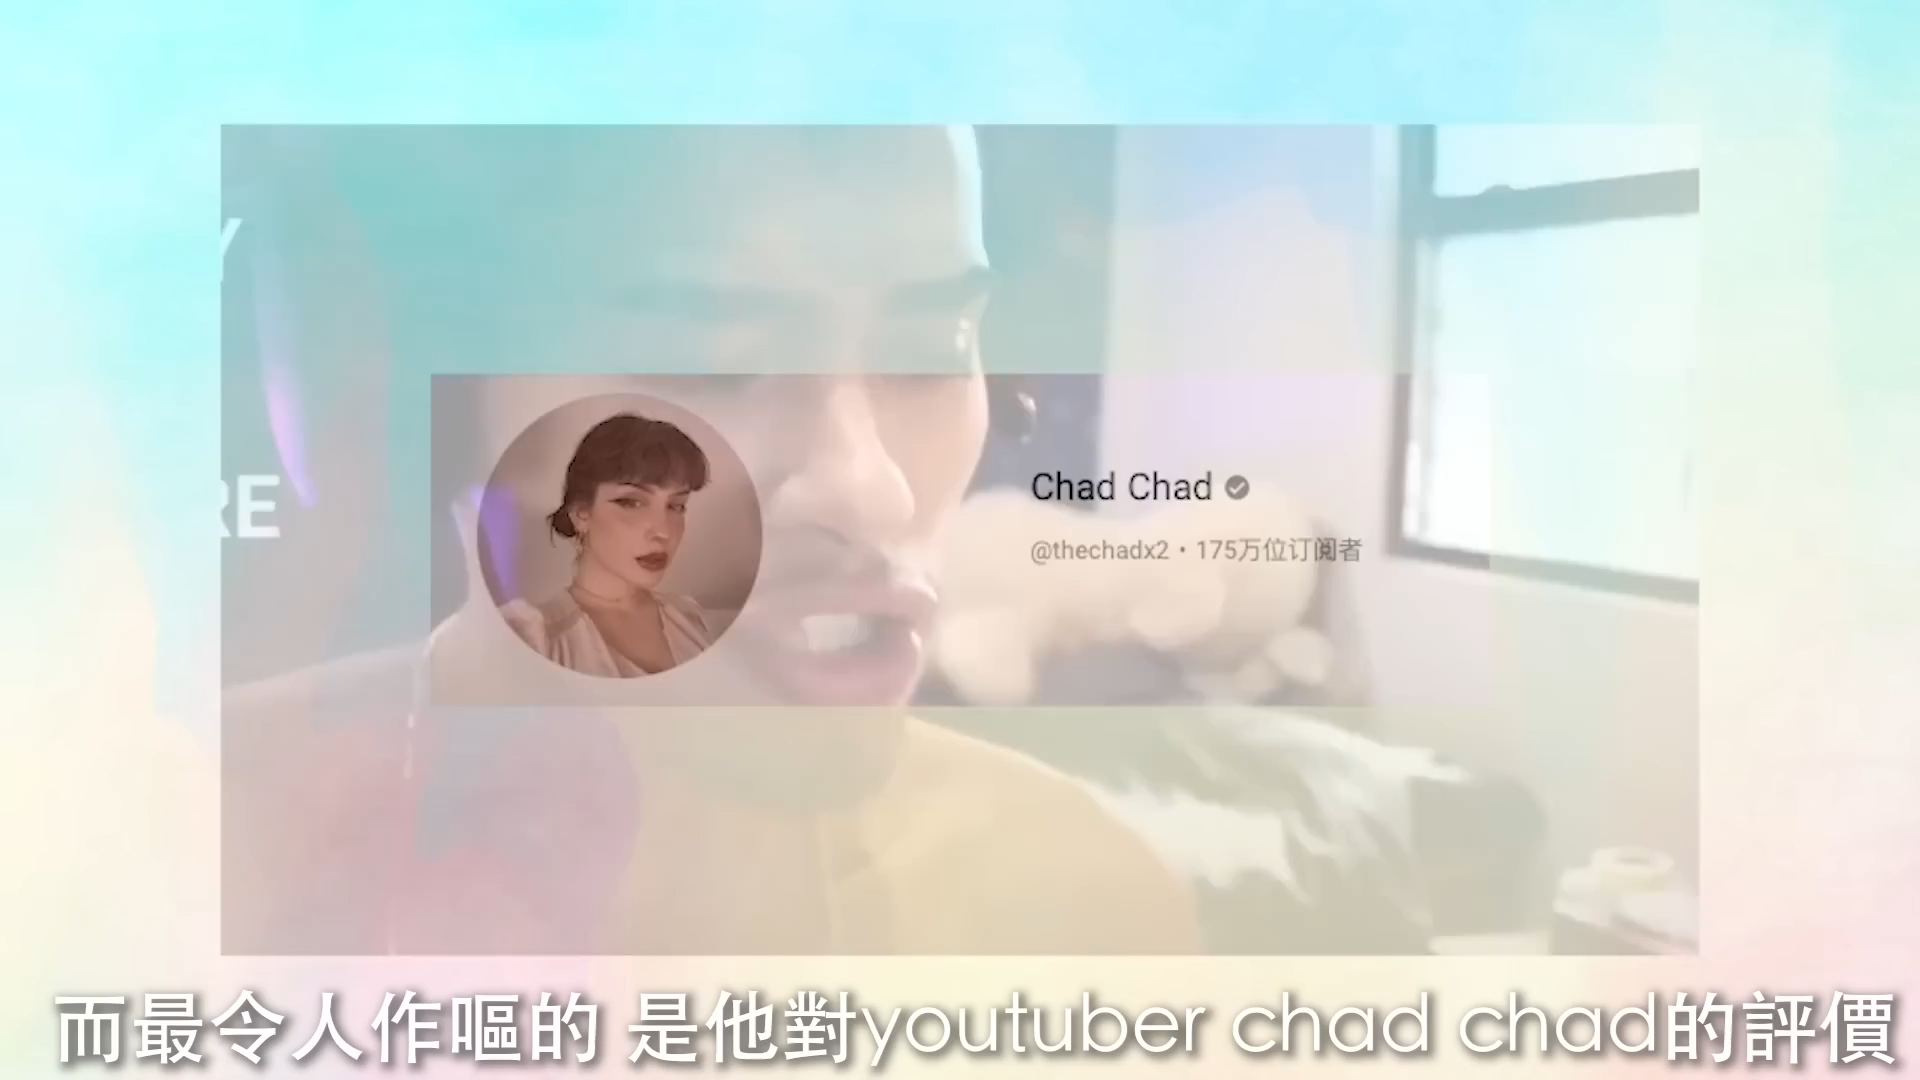 Y
RE
Chad Chad
@thechadx2 • 175万位订阅者
而最令人作嘔的 是他對youtuber chad chad的評價